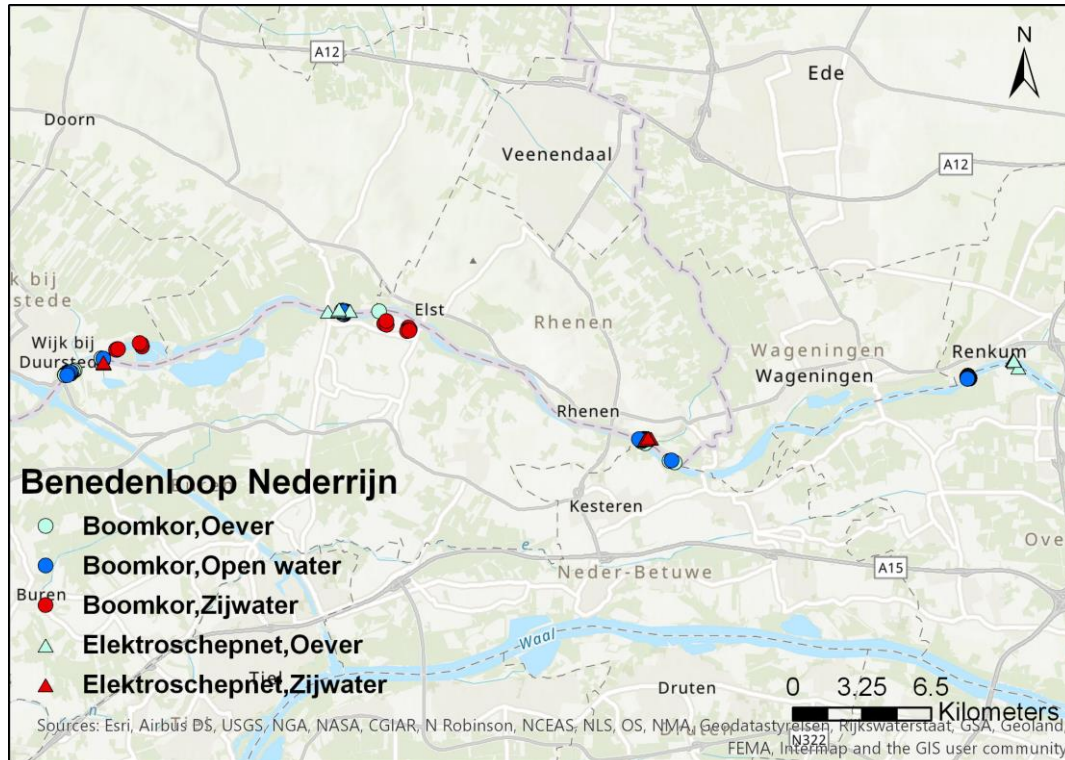 N
A12
Ede
Doorn
Veenendaal
A12
k bij
rstede
Elst
Rhenen
Wijk bij
Duurstede
Wageningen
Wageningen
Renkum
Rhenen
Benedenloop Nederrijn
Kesteren
Boomkor,Oever
Boomkor,Open water
Ove
A15
Neder-Betuwe
Buren
Boomkor,Zijwater
Elektroschepnet,Oever
Waal
Tiel
Elektroschepnet,Zijwater
Druten
0 3.25 6.5
Kilometers
Sources: Esri, Airbus DS, USGS, NGA, NASA, CGIAR, N Robinson, NCEAS, NLS, OS, NMA, Geodatastyrelsen, Rijkswaterstaat, GSA, Geoland,
FEMA, Intermap and the GIS user community
Druten
N322